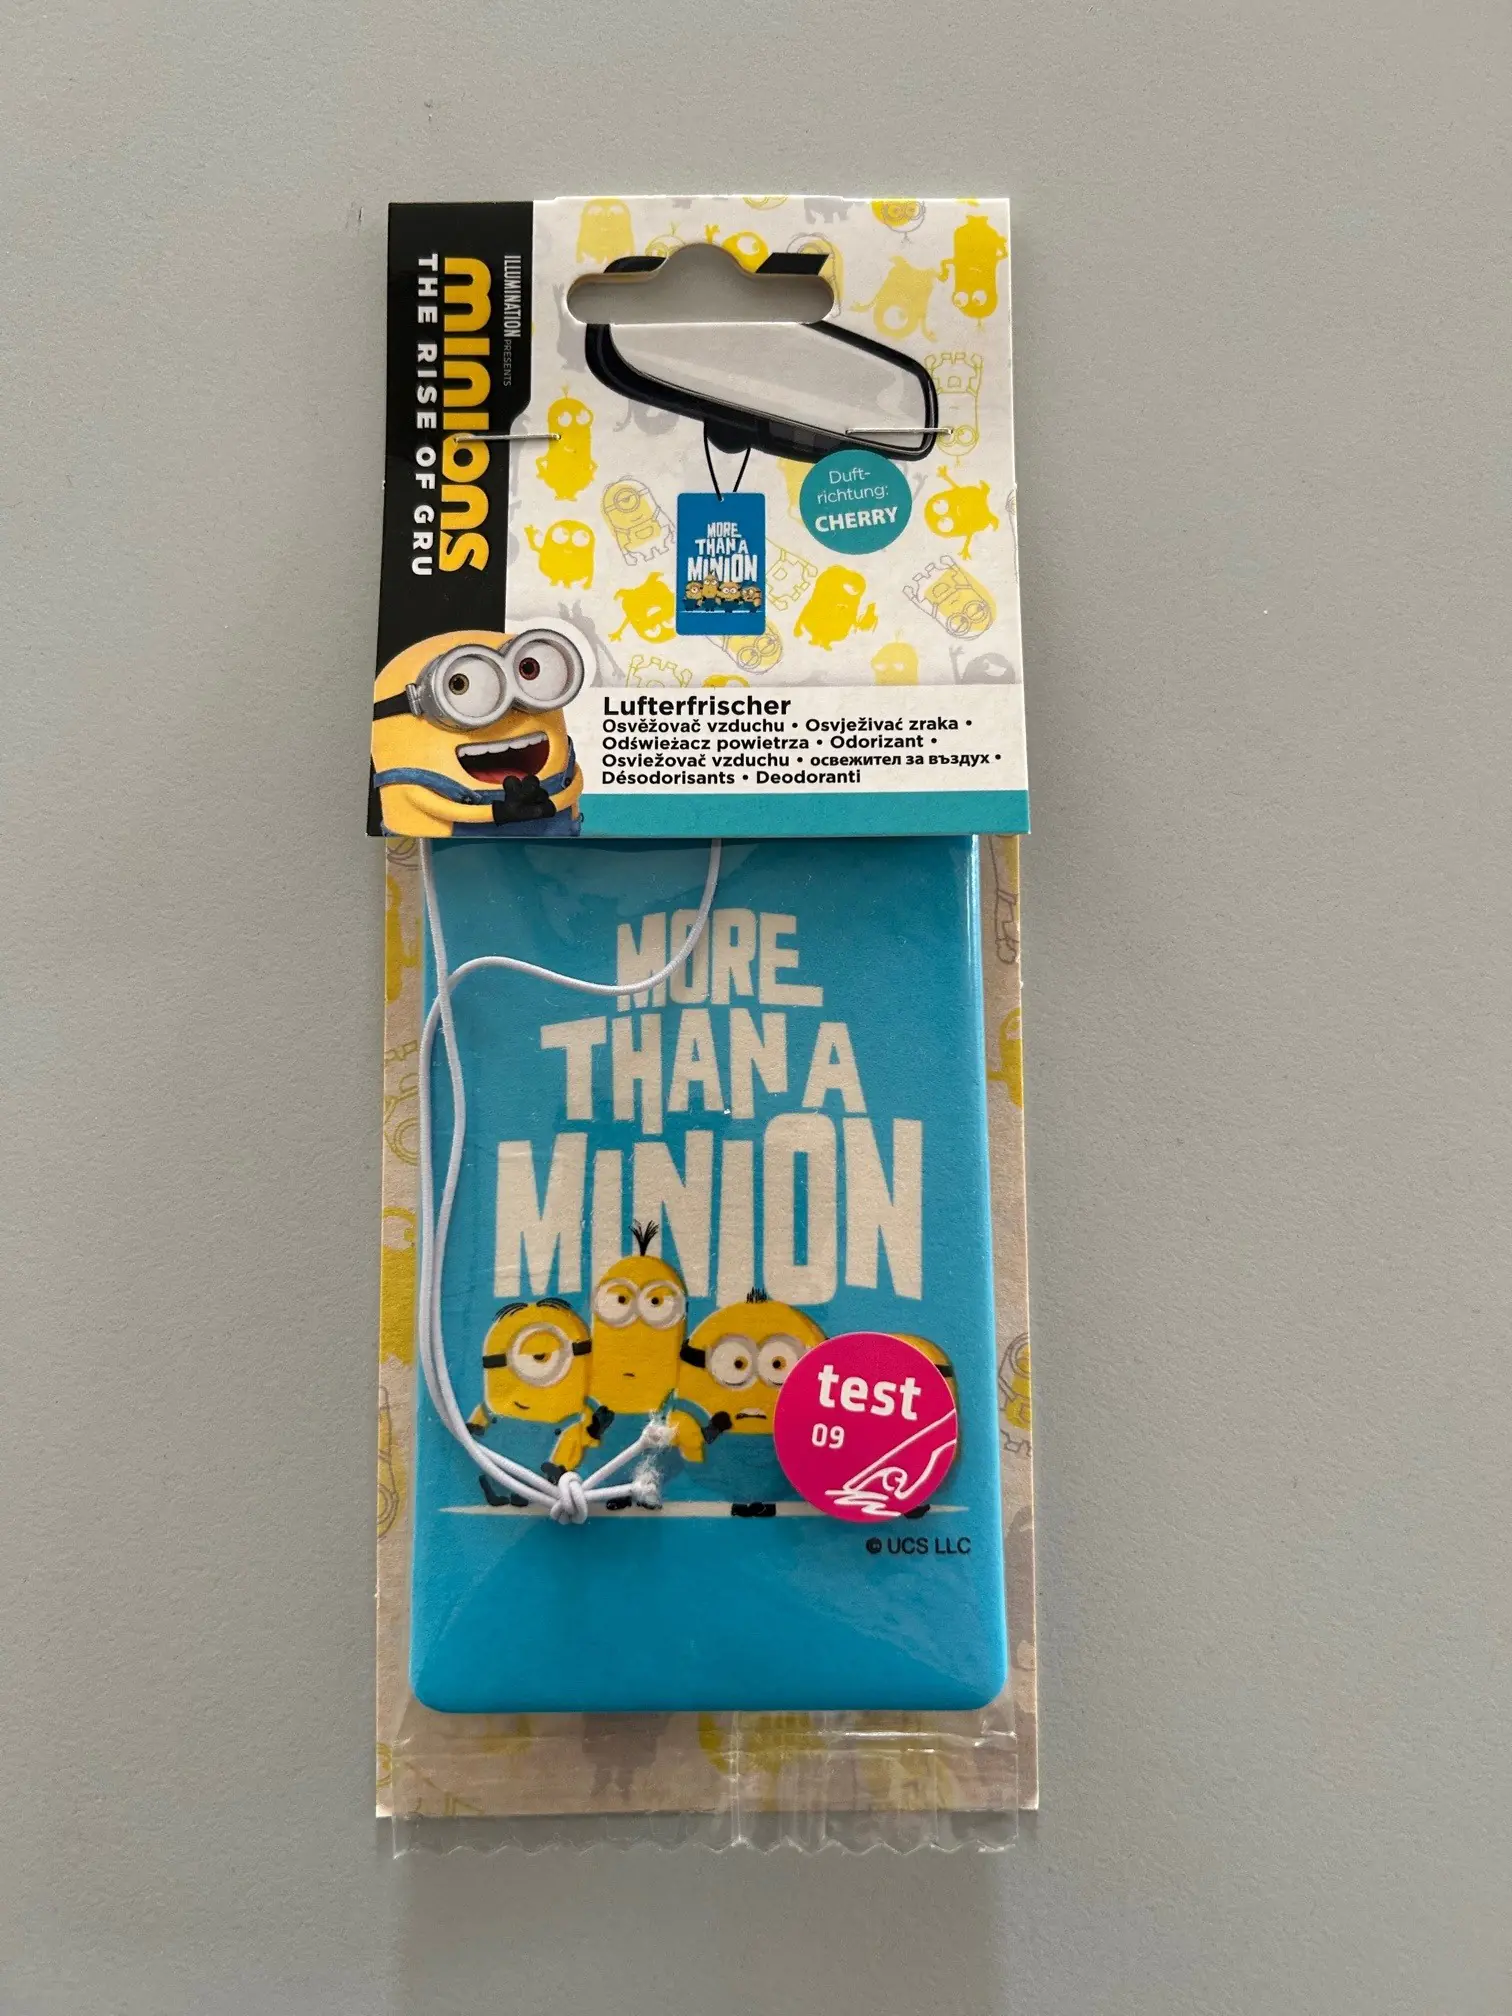 ILLUMINATION PRESENTS
minions
THE RISE OF GRU
Duft-
richtung:
CHERRY
MORE
THAN A
MINION
Lufterfrischer
Osvěžovač vzduchu • Osvježivač zraka •
Odświeżacz powietrza • Odorizant •
Osviežovač vzduchu • освежител за въздух •
Désodorisants • Deodoranti
MORE
THAN A
MINION
test
09
© UCS LLC